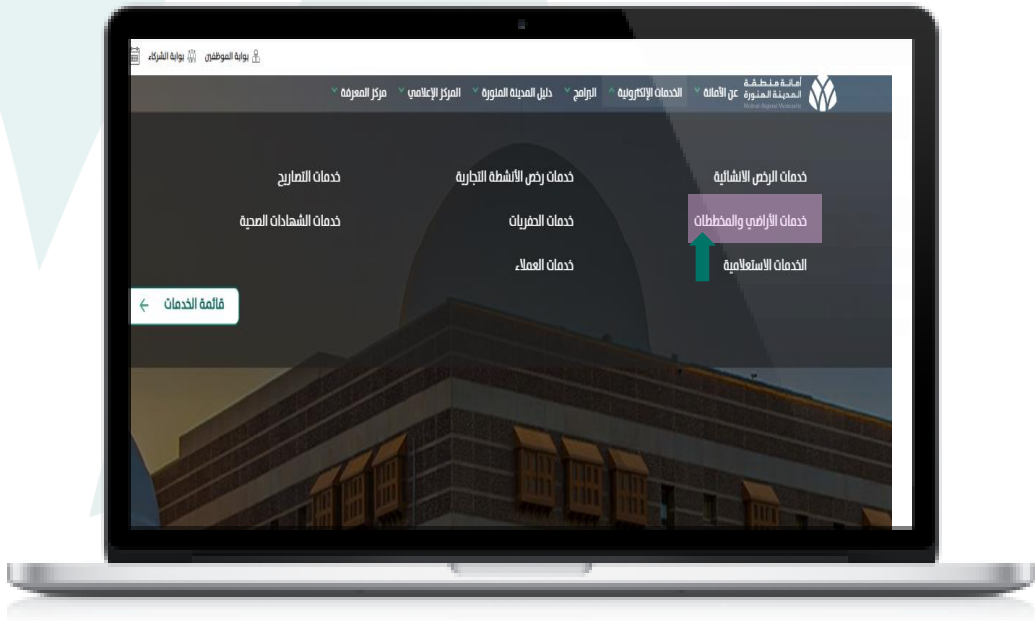 بوابة الموظفين
بوابة الشركاء
أمانة منطقة
المدينة المنورة
عن الأمانة
الخدمات الإلكترونية
البرامج
دليل المدينة المنورة
المركز الإعلامي
مركز المعرفة
خدمات الرخص الانشائية
خدمات رخص الأنشطة التجارية
خدمات التصاريح
خدمات الأراضي والمخططات
خدمات الحفريات
خدمات الشهادات الصحية
الخدمات الاستعلامية
خدمات العملاء
قائمة الخدمات